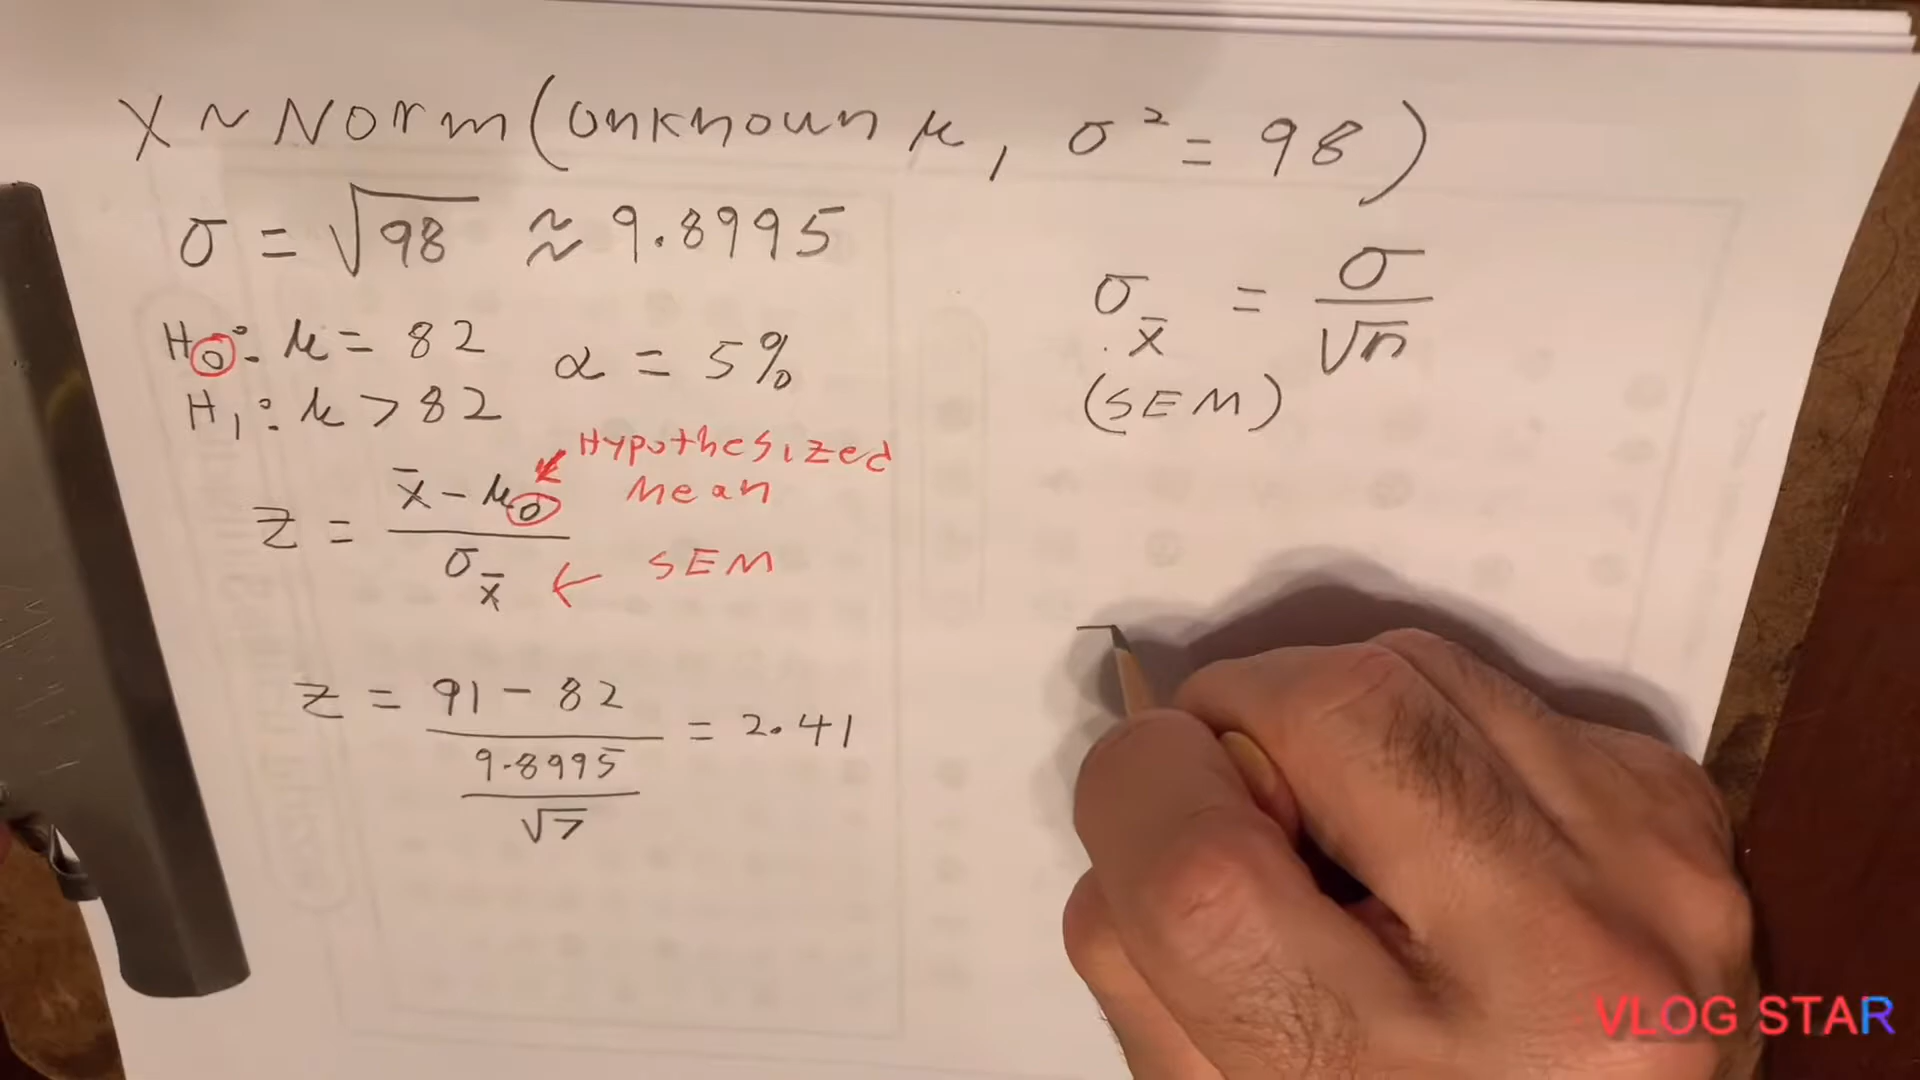 X ~ Norm(unknown μ, σ² = 98)
σ = √98 ≈ 9.8995
H₀: μ = 82
α = 5%
H₁: μ > 82
σx̄ = σ/√n
(SEM)
Hypothesized
Mean
z = (x̄ - μ₀)/σx̄
← SEM
z = (91 - 82)/(9.8995/√7) = 2.41
VLOG STAR